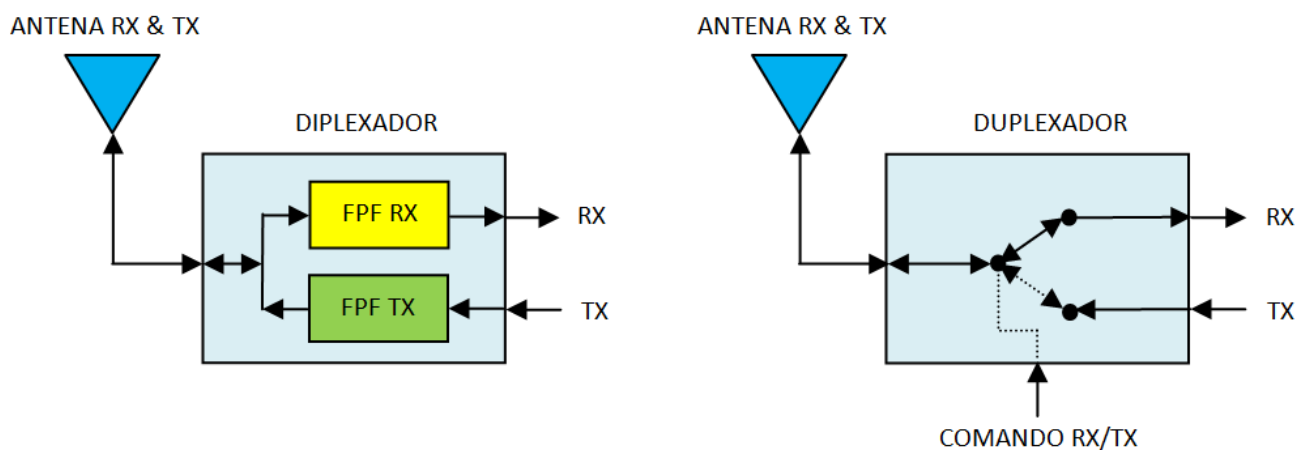 ANTENA RX & TX
DIPLEXADOR
FPF RX
RX
FPF TX
TX
ANTENA RX & TX
DUPLEXADOR
RX
TX
COMANDO RX/TX